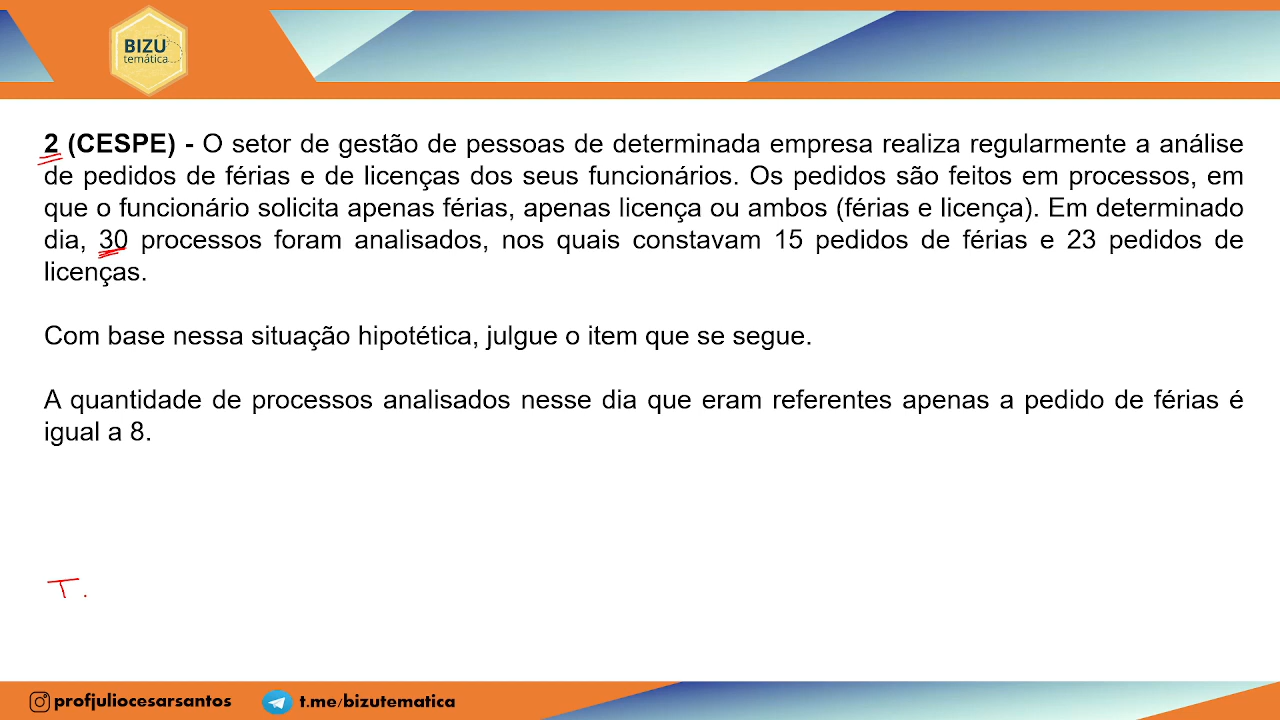 BIZU
temática
2 (CESPE) - O setor de gestão de pessoas de determinada empresa realiza regularmente a análise
de pedidos de férias e de licenças dos seus funcionários. Os pedidos são feitos em processos, em
que o funcionário solicita apenas férias, apenas licença ou ambos (férias e licença). Em determinado
dia, 30 processos foram analisados, nos quais constavam 15 pedidos de férias e 23 pedidos de
licenças.
Com base nessa situação hipotética, julgue o item que se segue.
A quantidade de processos analisados nesse dia que eram referentes apenas a pedido de férias é
igual a 8.
T.
profjuliocesarsantos
t.me/bizutematica